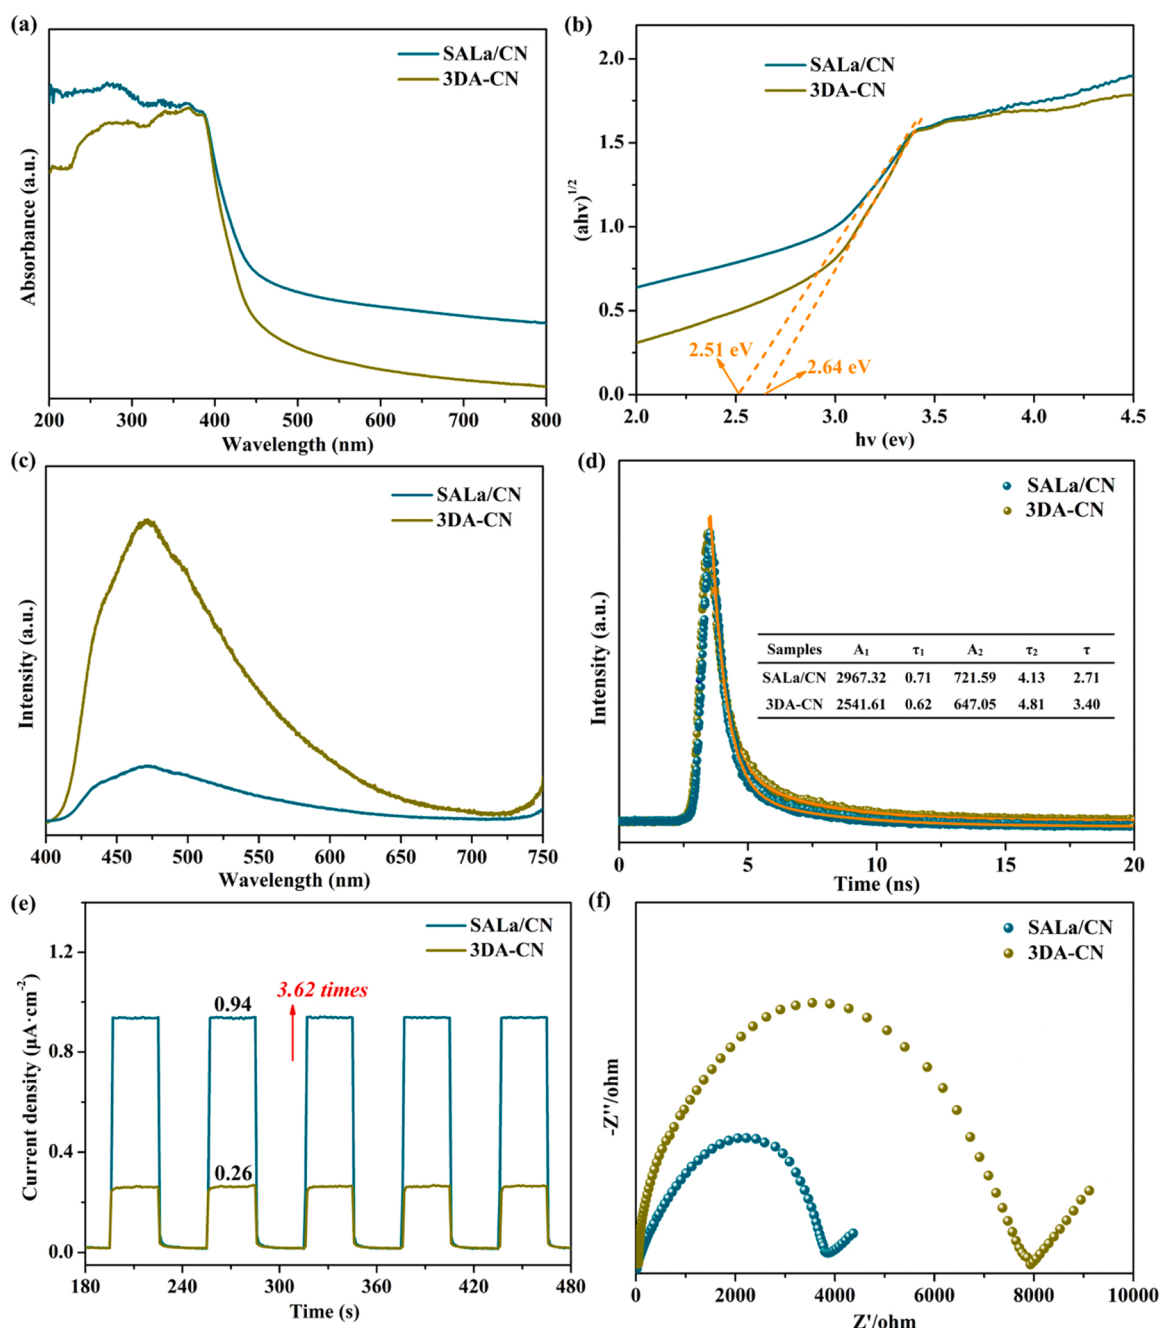 (a)
SALa/CN
3DA-CN
Absorbance (a.u.)
200 300 400 500 600 700 800
Wavelength (nm)
(b)
SALa/CN
3DA-CN
2.0
1.5
1.0
0.5
0.0
(ahv)1/2
2.51 eV
2.64 eV
2.0 2.5 3.0 3.5 4.0 4.5
hv (ev)
(c)
SALa/CN
3DA-CN
Intensity (a.u.)
400 450 500 550 600 650 700 750
Wavelength (nm)
(d)
SALa/CN
3DA-CN
Intensity (a.u.)
Samples A1 τ1 A2 τ2 τ
SALa/CN 2967.32 0.71 721.59 4.13 2.71
3DA-CN 2541.61 0.62 647.05 4.81 3.40
0 5 10 15 20
Time (ns)
(e)
SALa/CN
3DA-CN
1.2
0.8
0.4
0.0
Current density (μA·cm-2)
0.94
3.62 times
0.26
180 240 300 360 420 480
Time (s)
(f)
SALa/CN
3DA-CN
-Z''/ohm
0 2000 4000 6000 8000 10000
Z'/ohm